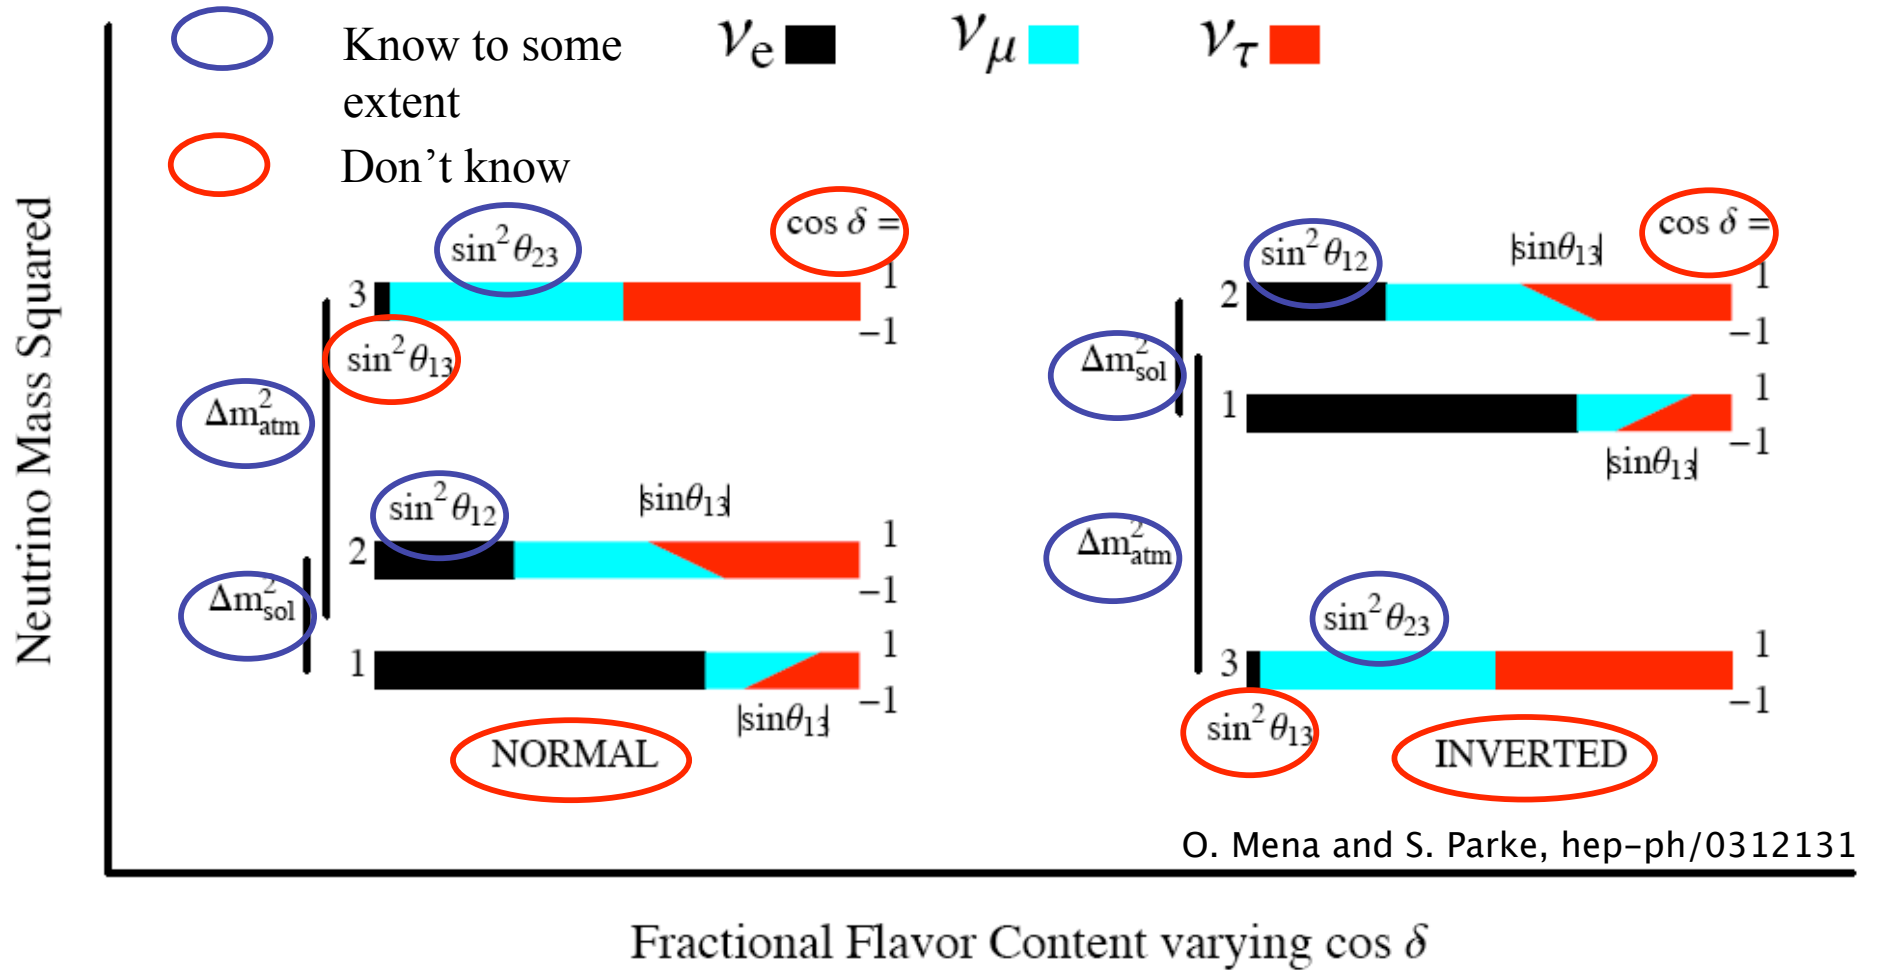 Know to some
extent
Don't know
νe
νμ
ντ
Neutrino Mass Squared
sin²θ₂₃
cos δ =
1
3
−1
sin²θ₁₃
Δm²atm
sin²θ₁₂
|sinθ₁₃|
1
2
−1
Δm²sol
1
1
−1
|sinθ₁₃|
NORMAL
sin²θ₁₂
|sinθ₁₃|
cos δ =
1
2
−1
Δm²sol
1
1
−1
|sinθ₁₃|
Δm²atm
sin²θ₂₃
1
3
−1
sin²θ₁₃
INVERTED
O. Mena and S. Parke, hep-ph/0312131
Fractional Flavor Content varying cos δ